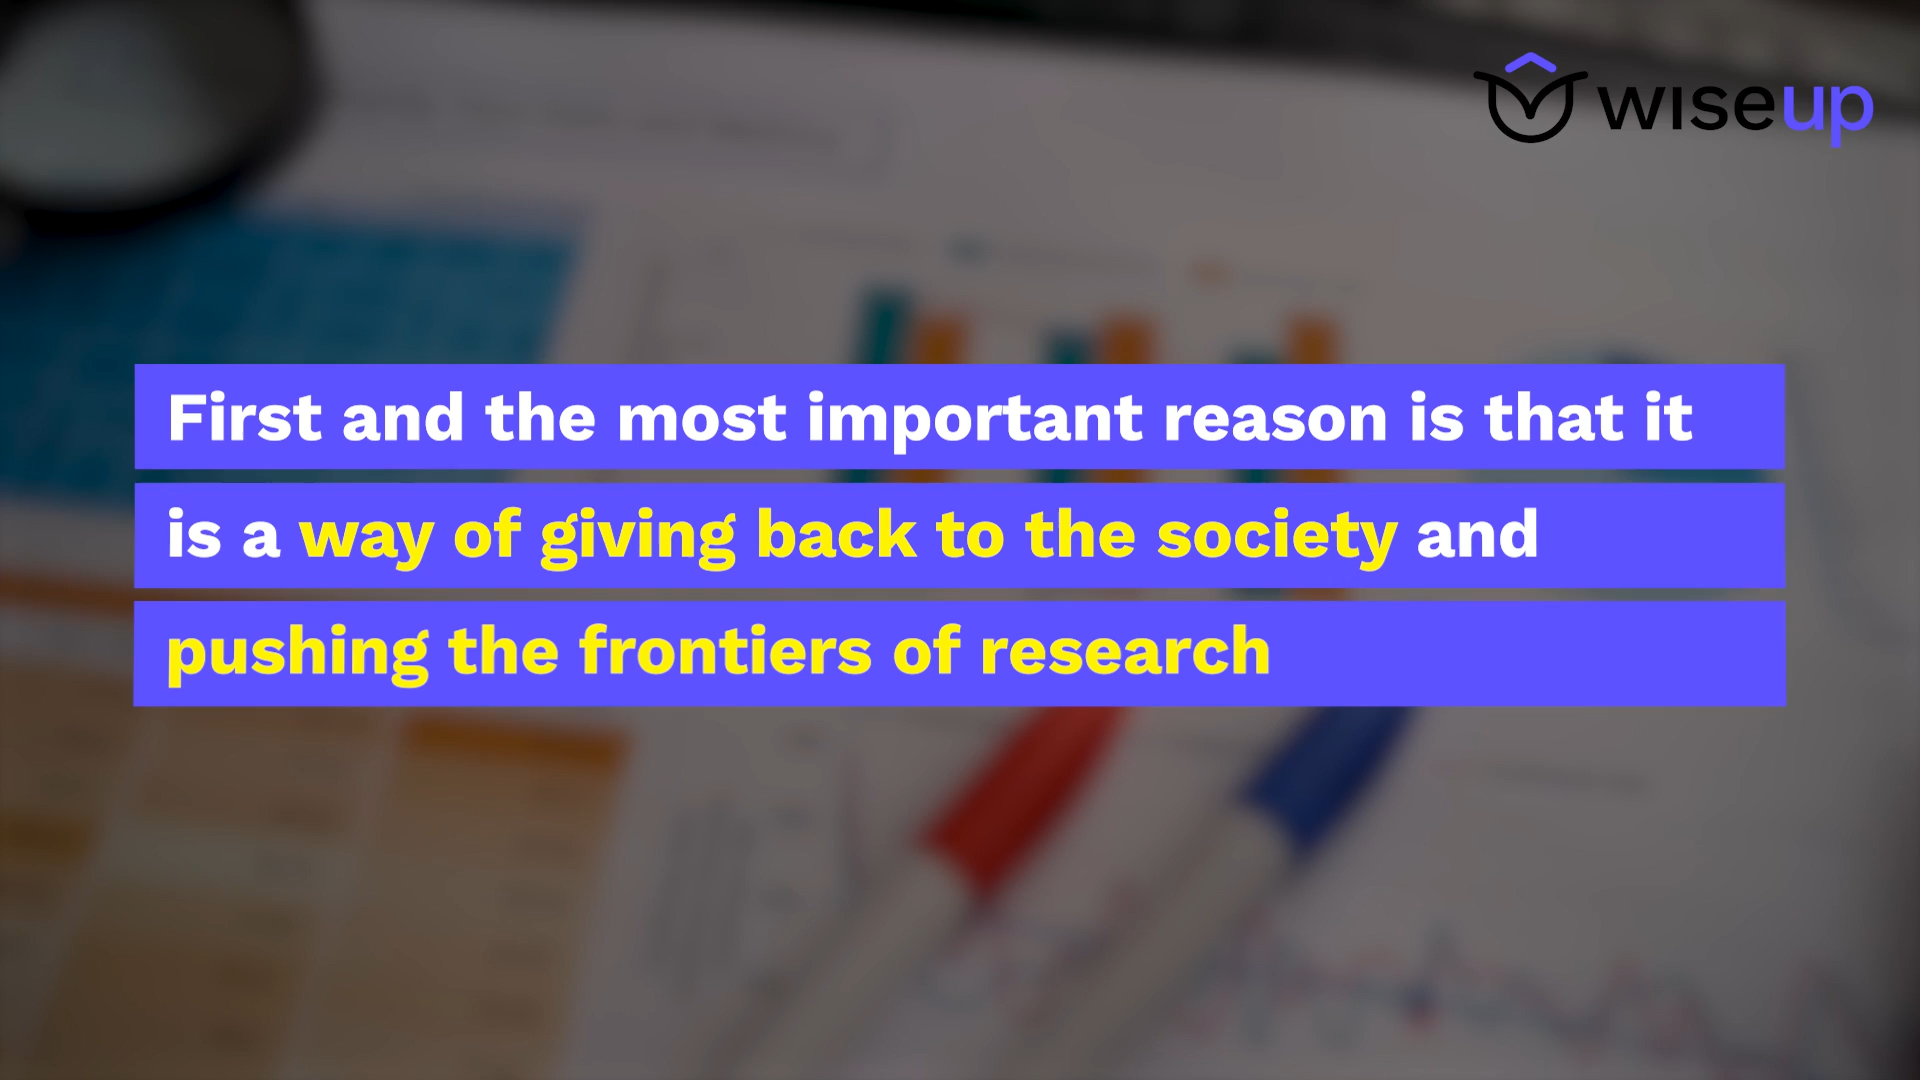 wiseup
First and the most important reason is that it
is a way of giving back to the society and
pushing the frontiers of research